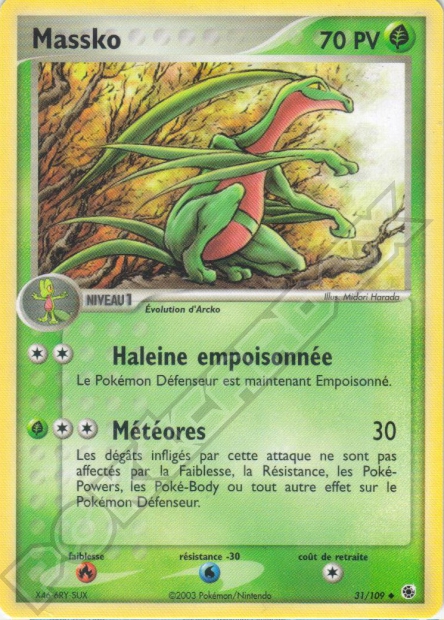 Massko 70 PV
Illus. Midori Harada
NIVEAU 1
Évolution d'Arcko
Haleine empoisonnée
Le Pokémon Défenseur est maintenant Empoisonné.
Météores 30
Les dégâts infligés par cette attaque ne sont pas
affectés par la Faiblesse, la Résistance, les Poké-
Powers, les Poké-Body ou tout autre effet sur le
Pokémon Défenseur.
faiblesse résistance -30 coût de retraite
©2003 Pokémon/Nintendo 31/109